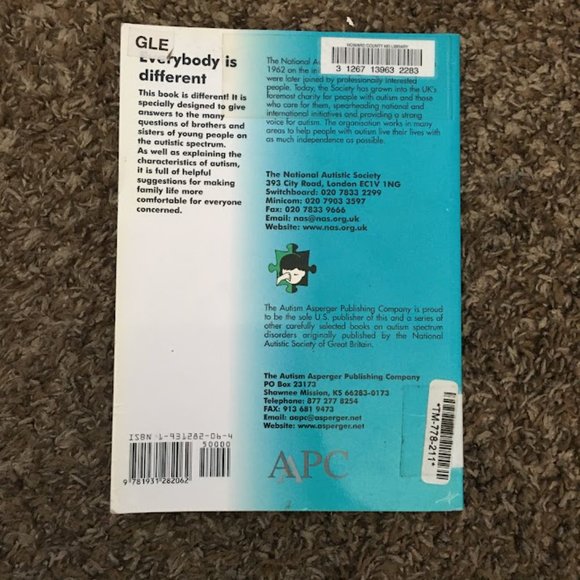 GLE
Everybody is
different
This book is different! It is
specially designed to give
answers to the many
questions of brothers and
sisters of young people on
the autistic spectrum.
As well as explaining the
characteristics of autism,
it is full of helpful
suggestions for making
family life more
comfortable for everyone
concerned.
HOWARD COUNTY MD LIBRARY
3 1267 13963 2283
The National Au
1962 on the in
were later joined by professionally interested
people. Today, the Society has grown into the UK's
foremost charity for people with autism and those
who care for them, spearheading national and
international initiatives and providing a strong
voice for autism. The organisation works in many
areas to help people with autism live their lives with
as much independence as possible.
The National Autistic Society
393 City Road, London EC1V 1NG
Switchboard: 020 7833 2299
Minicom: 020 7903 3597
Fax: 020 7833 9666
Email: nas@nas.org.uk
Website: www.nas.org.uk
The Autism Asperger Publishing Company is proud
to be the sole U.S. publisher of this and a series of
other carefully selected books on autism spectrum
disorders originally published by the National
Autistic Society of Great Britain.
The Autism Asperger Publishing Company
PO Box 23173
Shawnee Mission, KS 66283-0173
Telephone: 877 277 8254
FAX: 913 681 9473
Email: aapc@asperger.net
Website: www.asperger.net
AAPC
ISBN 1-931282-06-4
50000
9 781931 282062
*TM-778-211*